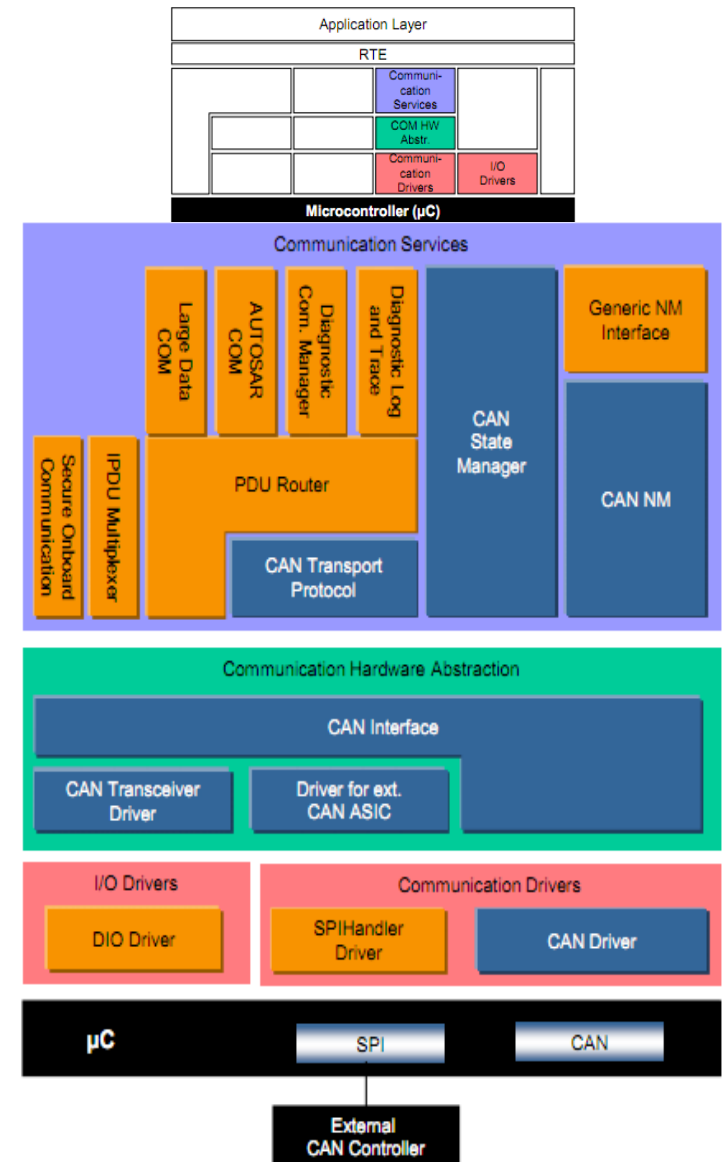 Application Layer
RTE
Communi-
cation
Services
COM HW
Abstr.
Communi-
cation
Drivers
I/O
Drivers
Microcontroller (µC)
Communication Services
Large Data
COM
AUTOSAR
COM
Diagnostic
Com. Manager
Diagnostic Log
and Trace
CAN
State
Manager
Generic NM
Interface
Secure Onboard
Communication
IPDU Multiplexer
PDU Router
CAN Transport
Protocol
CAN NM
Communication Hardware Abstraction
CAN Interface
CAN Transceiver
Driver
Driver for ext.
CAN ASIC
I/O Drivers
DIO Driver
Communication Drivers
SPIHandler
Driver
CAN Driver
µC
SPI
CAN
External
CAN Controller